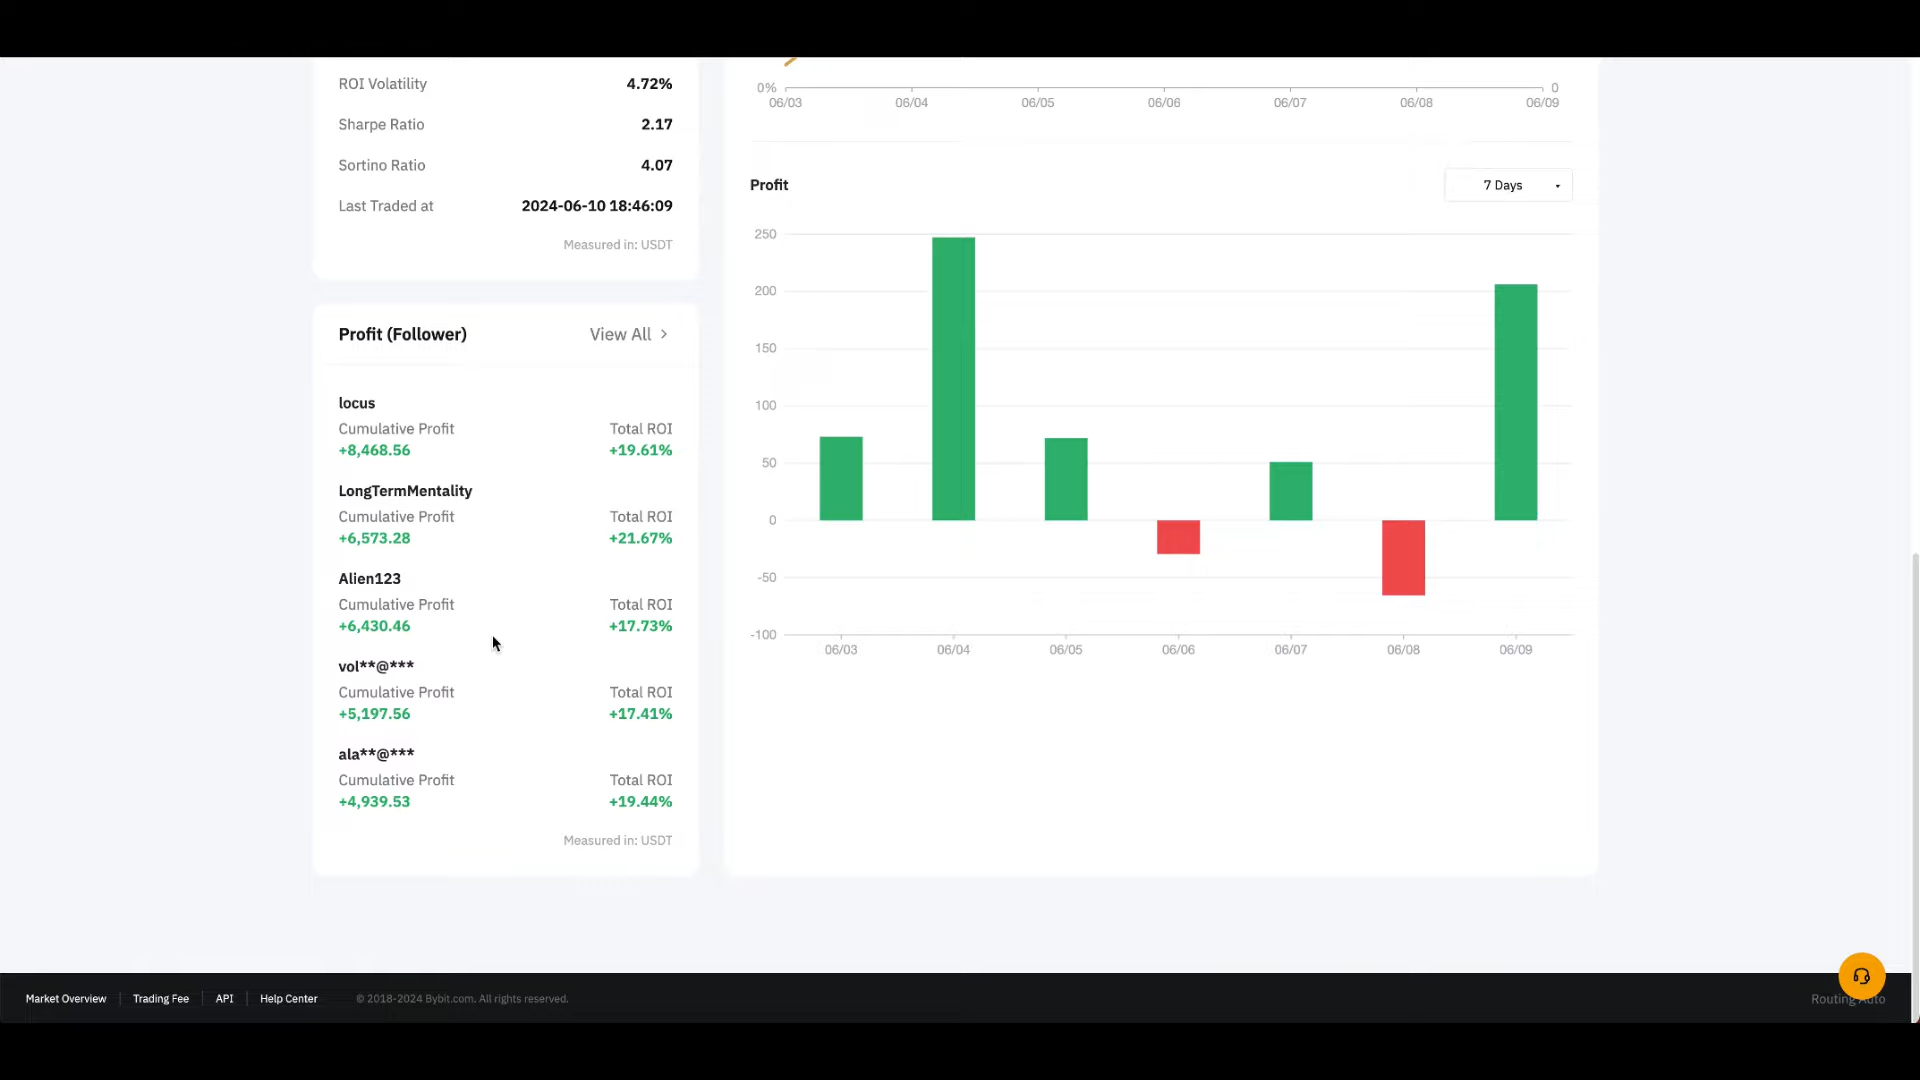 ROI Volatility 4.72%
Sharpe Ratio 2.17
Sortino Ratio 4.07
Last Traded at 2024-06-10 18:46:09
Measured in: USDT
Profit (Follower) View All >
locus
Cumulative Profit Total ROI
+8,468.56 +19.61%
LongTermMentality
Cumulative Profit Total ROI
+6,573.28 +21.67%
Alien123
Cumulative Profit Total ROI
+6,430.46 +17.73%
vol**@***
Cumulative Profit Total ROI
+5,197.56 +17.41%
ala**@***
Cumulative Profit Total ROI
+4,939.53 +19.44%
Measured in: USDT
0% 0
06/03 06/04 06/05 06/06 06/07 06/08 06/09
Profit 7 Days
250
200
150
100
50
0
-50
-100
06/03 06/04 06/05 06/06 06/07 06/08 06/09
Market Overview | Trading Fee | API | Help Center © 2018-2024 Bybit.com. All rights reserved.
Routing Auto